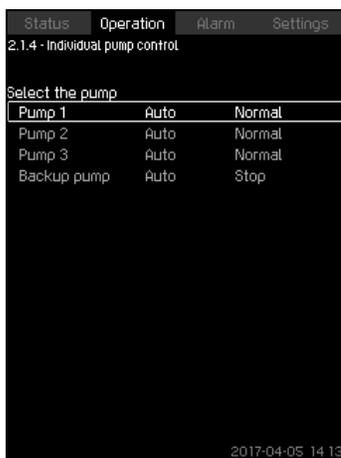 Status Operation Alarm Settings
2.1.4 - Individual pump control
Select the pump
Pump 1 Auto Normal
Pump 2 Auto Normal
Pump 3 Auto Normal
Backup pump Auto Stop
2017-04-05 14:13